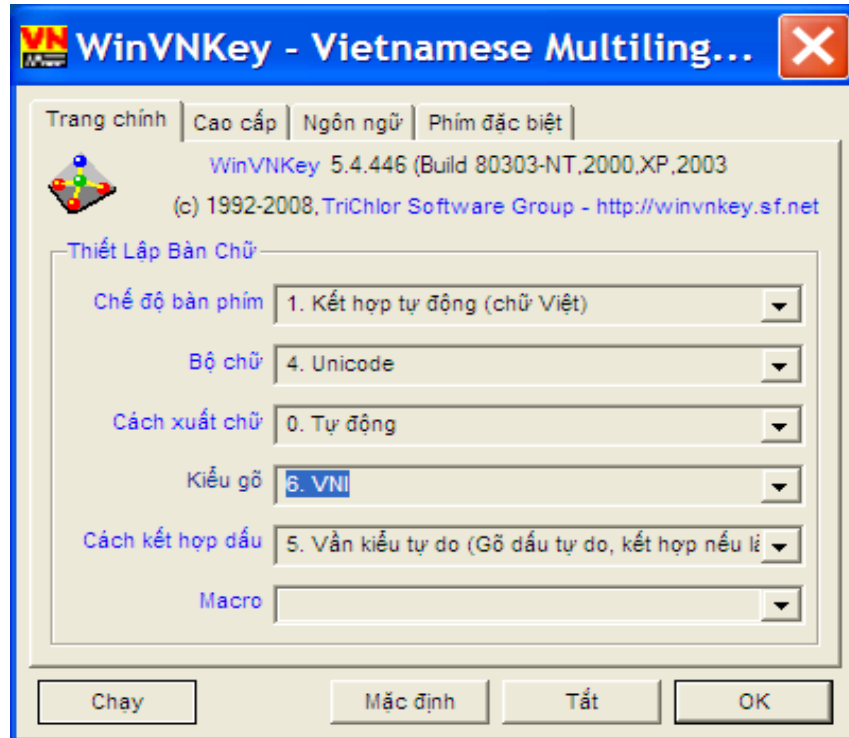 WinVNKey - Vietnamese Multiling...
Trang chính Cao cấp Ngôn ngữ Phím đặc biệt
WinVNKey 5.4.446 (Build 80303-NT,2000,XP,2003
(c) 1992-2008, TriChlor Software Group - http://winvnkey.sf.net
Thiết Lập Bàn Chữ
Chế độ bàn phím 1. Kết hợp tự động (chữ Việt)
Bộ chữ 4. Unicode
Cách xuất chữ 0. Tự động
Kiểu gõ 6. VNI
Cách kết hợp dấu 5. Vần kiểu tự do (Gõ dấu tự do, kết hợp nếu là
Macro
Chạy Mặc định Tắt OK